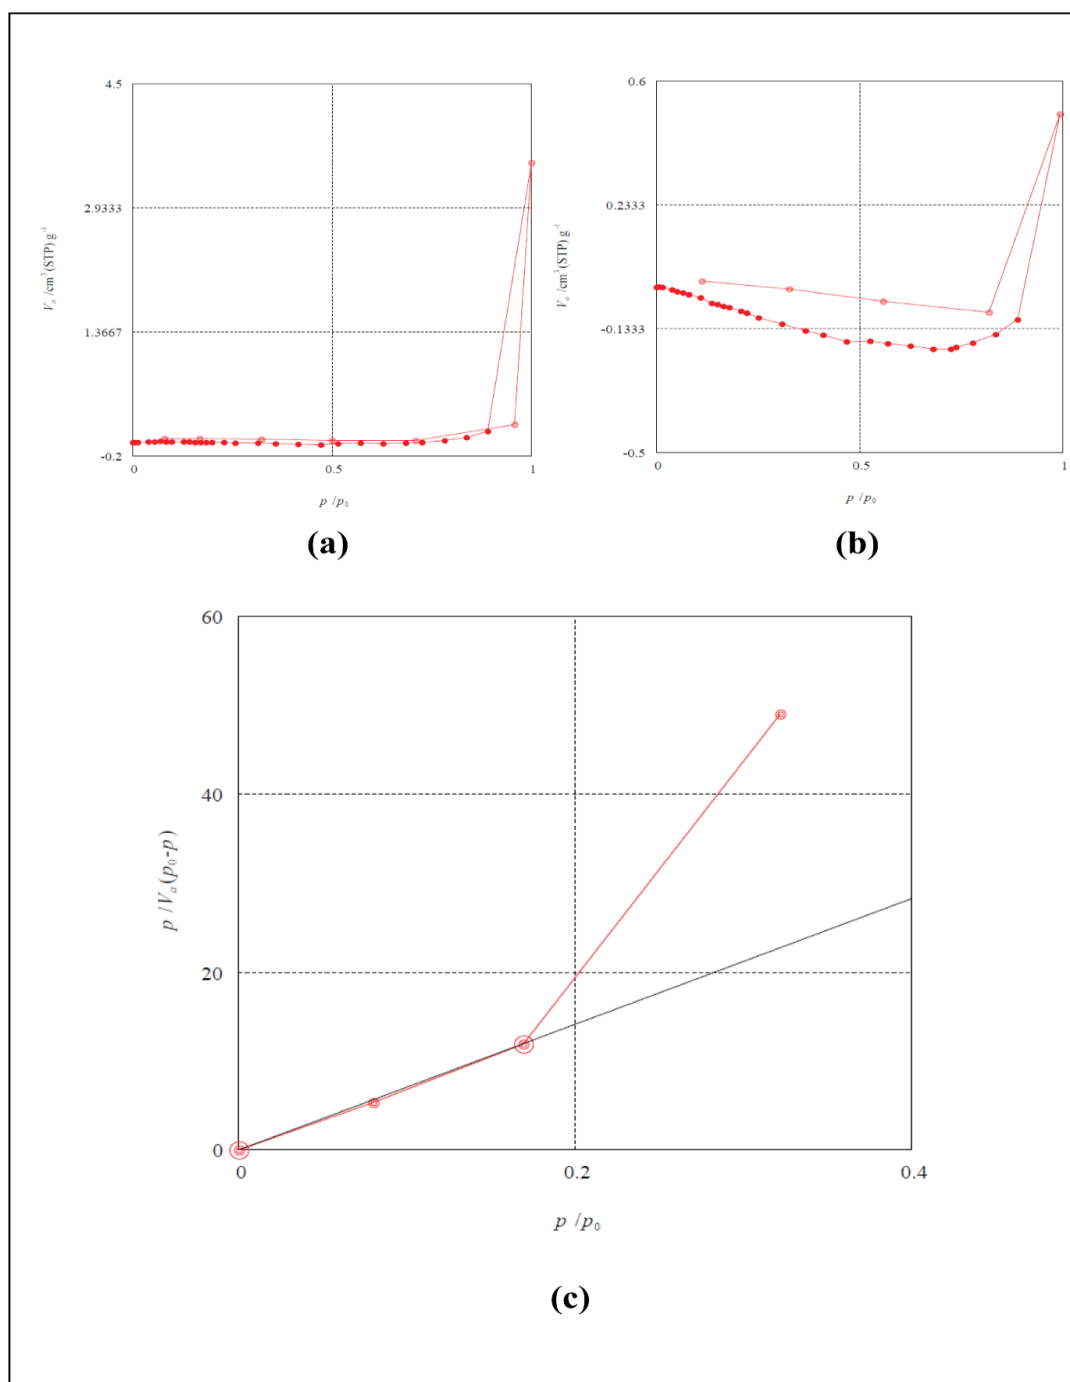 4.5
2.9333
1.3667
-0.2
0
0.5
1
V_a /cm³(STP) g⁻¹
p /p₀
(a)
0.6
0.2333
-0.1333
-0.5
0
0.5
1
V_a /cm³(STP) g⁻¹
p /p₀
(b)
60
40
20
0
0
0.2
0.4
p /V_a(p₀-p)
p /p₀
(c)